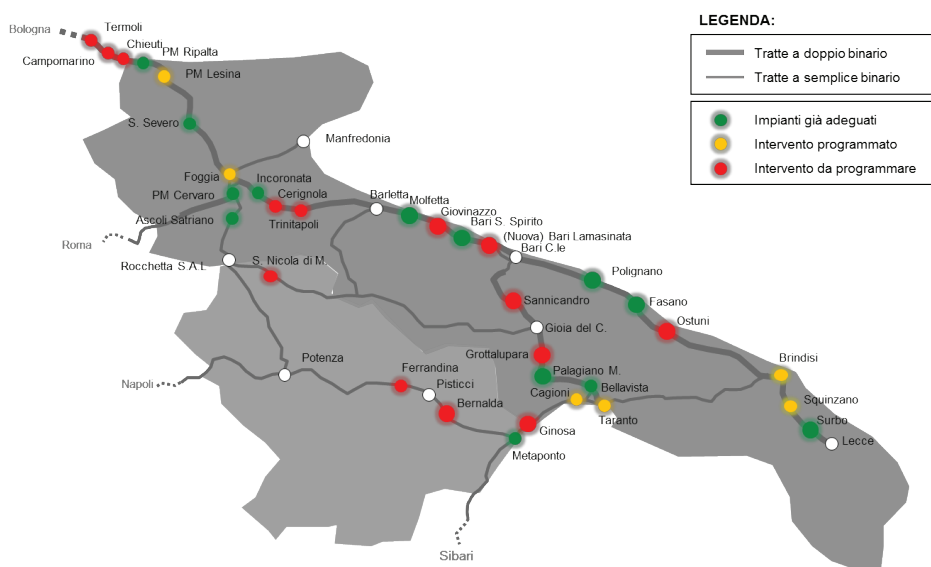 LEGENDA:
Tratte a doppio binario
Tratte a semplice binario
Impianti già adeguati
Intervento programmato
Intervento da programmare
Bologna
Termoli
Chieuti
Campomarino
PM Ripalta
PM Lesina
S. Severo
Manfredonia
Foggia
Incoronata
PM Cervaro
Cerignola
Barletta
Molfetta
Trinitapoli
Giovinazzo
Ascoli Satriano
Bari S. Spirito
(Nuova) Bari Lamasinata
Roma
Bari C.le
Rocchetta S.A.L
S. Nicola di M.
Polignano
Sannicandro
Fasano
Ostuni
Gioia del C.
Grottalupara
Potenza
Palagiano M.
Brindisi
Ferrandina
Napoli
Pisticci
Cagioni
Bellavista
Bernalda
Squinzano
Taranto
Surbo
Ginosa
Lecce
Metaponto
Sibari